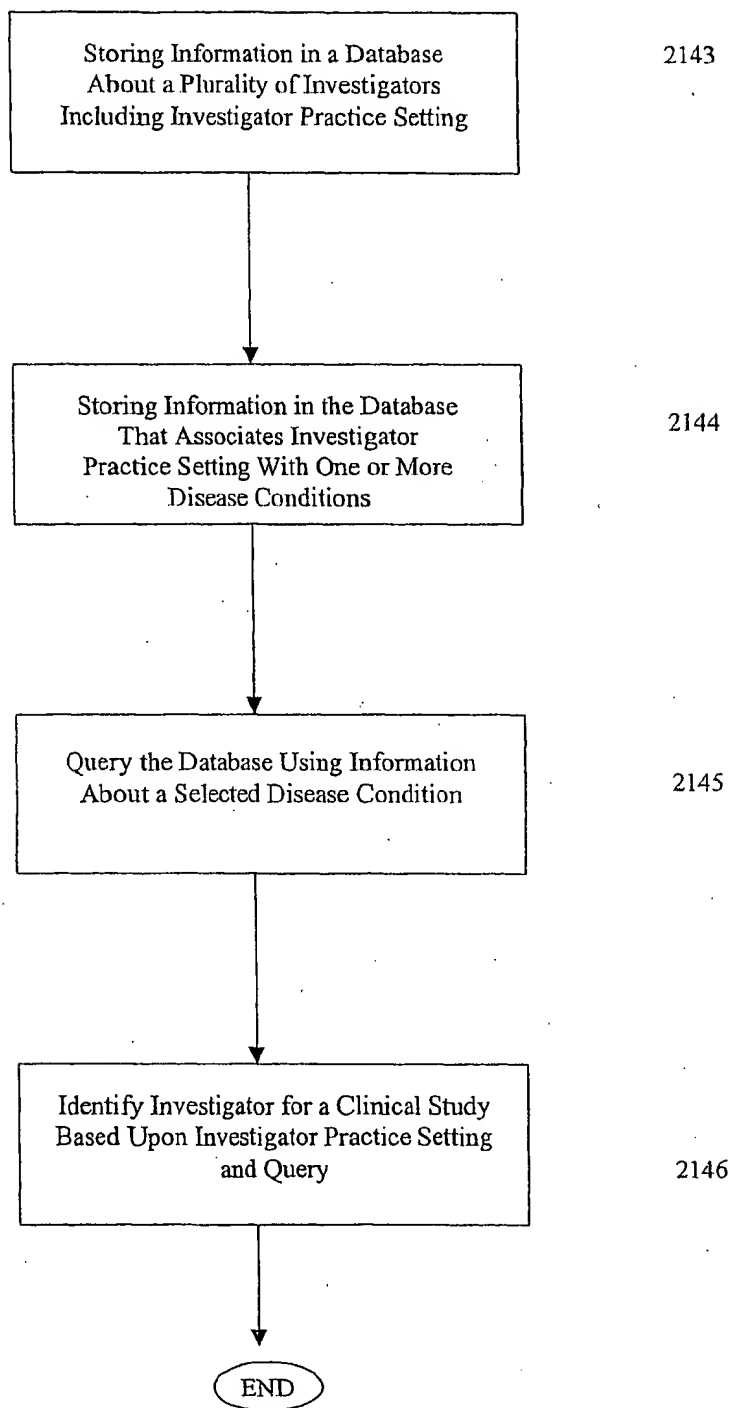 Storing Information in a Database
About a Plurality of Investigators
Including Investigator Practice Setting
2143
Storing Information in the Database
That Associates Investigator
Practice Setting With One or More
Disease Conditions
2144
Query the Database Using Information
About a Selected Disease Condition
2145
Identify Investigator for a Clinical Study
Based Upon Investigator Practice Setting
and Query
2146
END